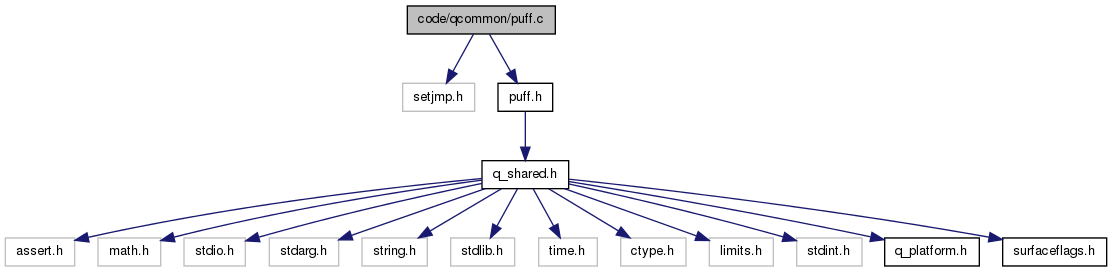 code/qcommon/puff.c
setjmp.h
puff.h
q_shared.h
assert.h
math.h
stdio.h
stdarg.h
string.h
stdlib.h
time.h
ctype.h
limits.h
stdint.h
q_platform.h
surfaceflags.h